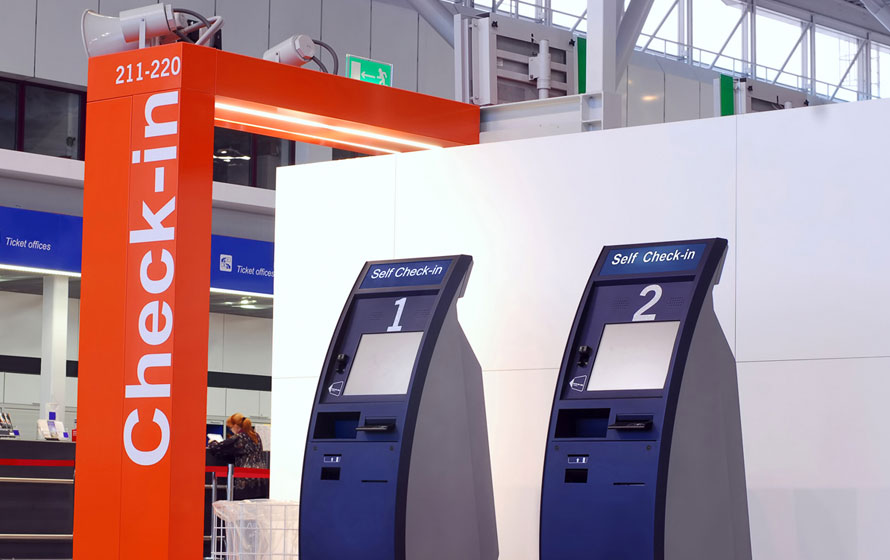 211-220
Check-in
Ticket offices
Ticket offices
Self Check-in
1
Self Check-in
2